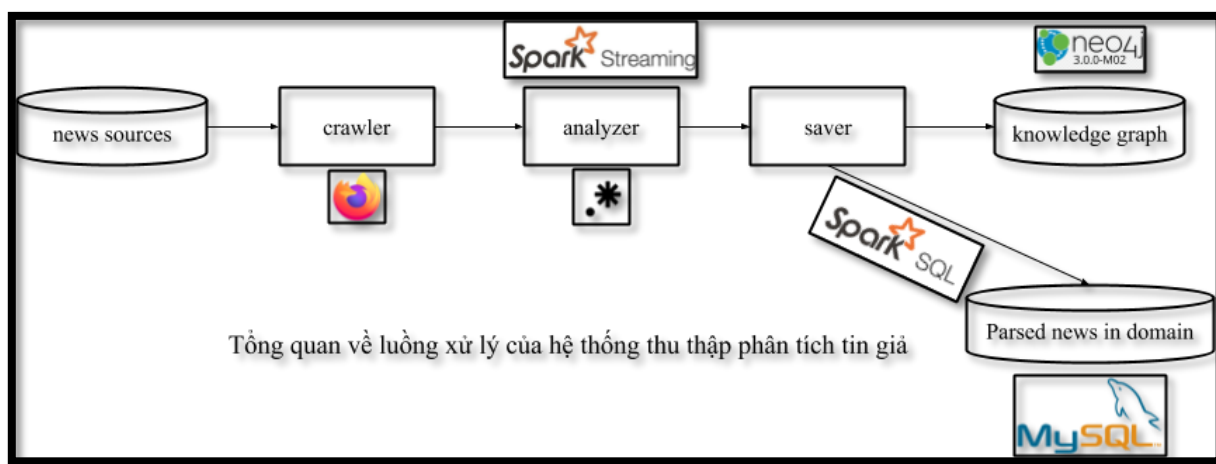 Spark Streaming
neo4j
3.0.0-M02
news sources
crawler
analyzer
saver
knowledge graph
.*
Spark SQL
Parsed news in domain
Tổng quan về luồng xử lý của hệ thống thu thập phân tích tin giả
MySQL